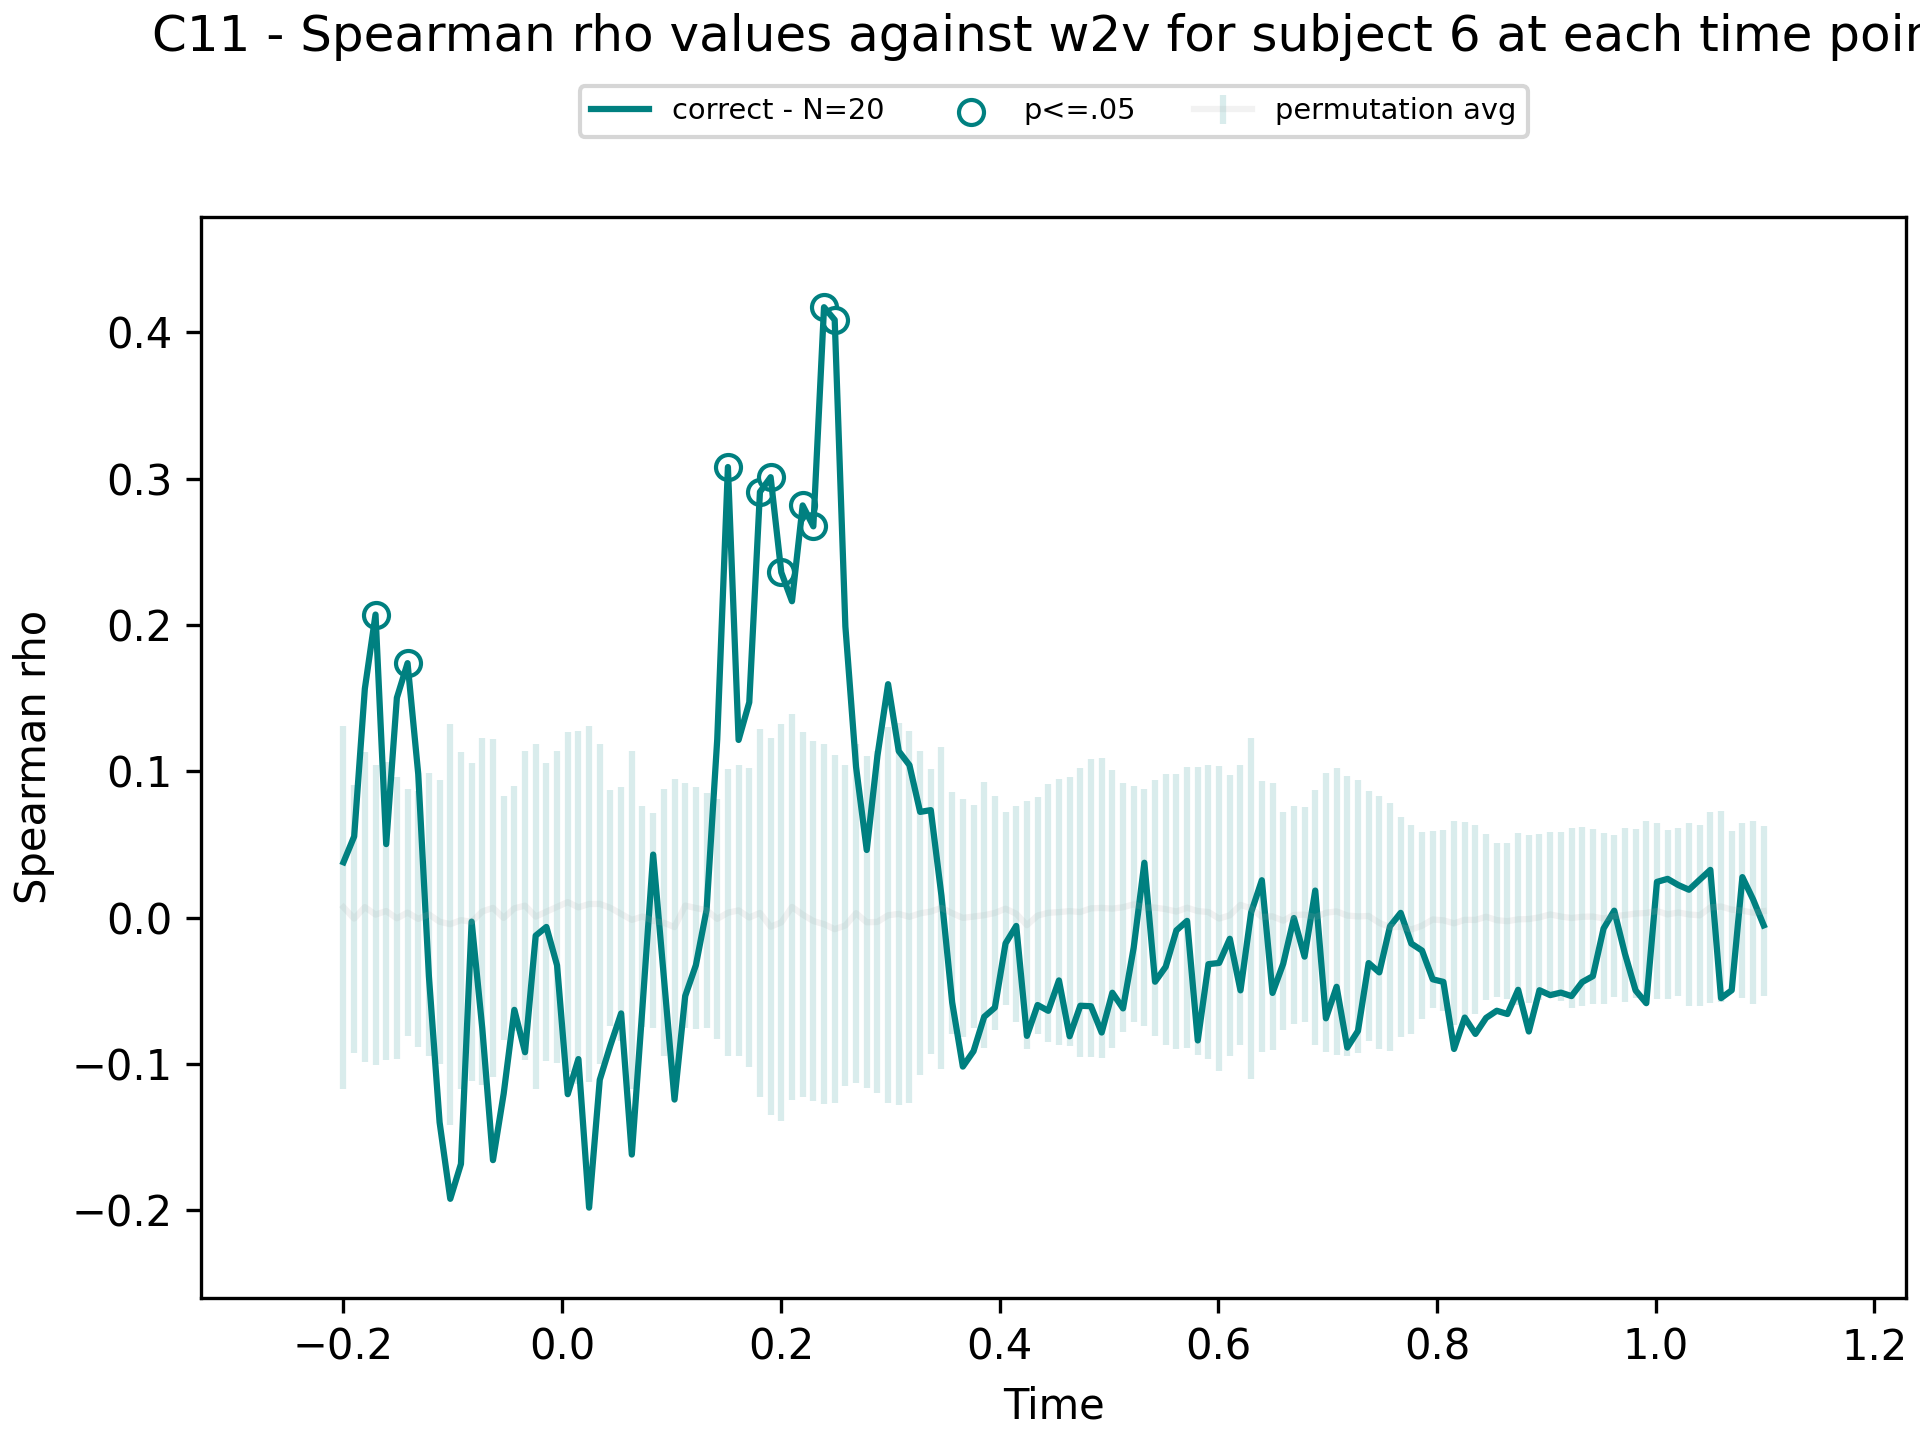 C11 - Spearman rho values against w2v for subject 6 at each time poin
correct - N=20 p<=.05 permutation avg
Spearman rho
0.4
0.3
0.2
0.1
0.0
−0.1
−0.2
−0.2 0.0 0.2 0.4 0.6 0.8 1.0 1.2
Time